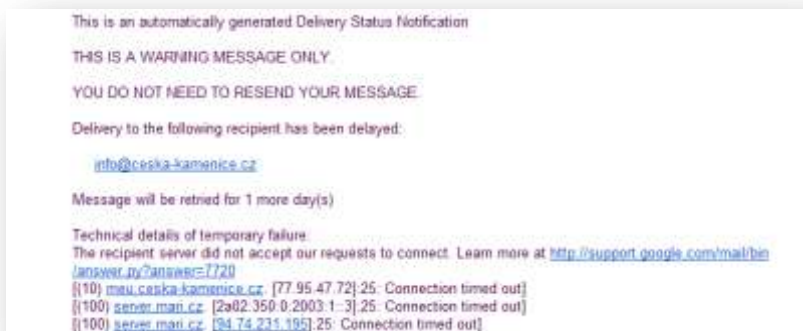 This is an automatically generated Delivery Status Notification
THIS IS A WARNING MESSAGE ONLY.
YOU DO NOT NEED TO RESEND YOUR MESSAGE.
Delivery to the following recipient has been delayed:
info@ceska-kamenice.cz
Message will be retried for 1 more day(s)
Technical details of temporary failure:
The recipient server did not accept our requests to connect. Learn more at http://support.google.com/mail/bin
/answer.py?answer=7720
[(10) meu.ceska-kamenice.cz. [77.95.47.72]:25: Connection timed out]
[(100) server.mari.cz. [2a02:350:0:2003:1::3]:25: Connection timed out]
[(100) server.mari.cz. [94.74.231.195]:25: Connection timed out]